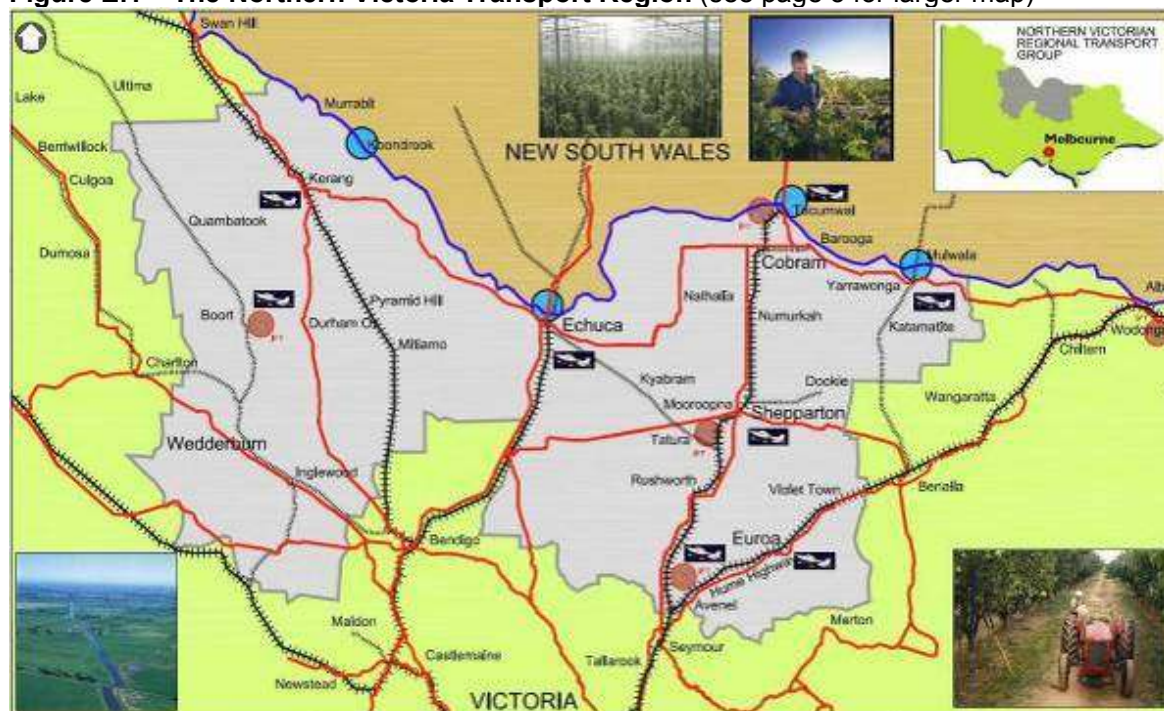 Figure 2.1 The Northern Victoria Transport Region (see page 3 for larger map)
Swan Hill
NORTHERN VICTORIAN
REGIONAL TRANSPORT
GROUP
Melbourne
Ultima
Lake
Murrabit
Koondrook
NEW SOUTH WALES
Berriwillock
Culgoa
Kerang
Quambatook
Tocumwal
Barooga
Mulwala
Dumosa
Cobram
Yarrawonga
Nathalia
Pyramid Hill
Boort
Durham Ox
Echuca
Numurkah
Katamatite
Wodonga
Mitiamo
Chiltern
Charlton
Kyabram
Dookie
Wangaratta
Mooroopna
Shepparton
Wedderburn
Tatura
Inglewood
Rushworth
Violet Town
Benalla
Bendigo
Euroa
Hume Highway
Avenel
Maldon
Merton
Castlemaine
Tallarook
Seymour
Newstead
VICTORIA